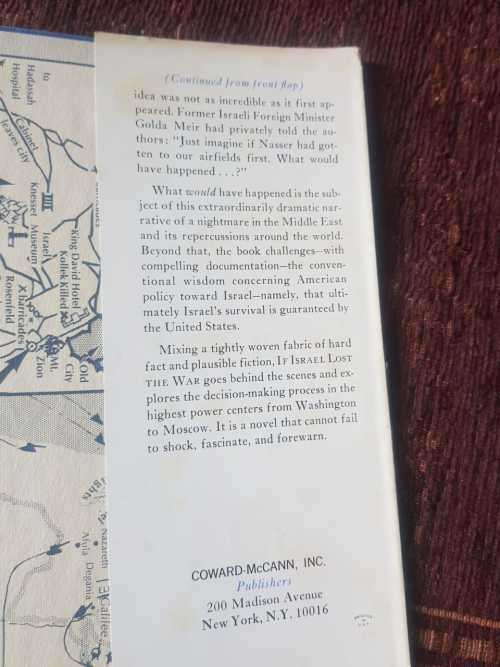 (Continued from front flap)
idea was not as incredible as it first ap-
peared. Former Israeli Foreign Minister
Golda Meir had privately told the au-
thors: "Just imagine if Nasser had got-
ten to our airfields first. What would
have happened . . .?"
What would have happened is the sub-
ject of this extraordinarily dramatic nar-
rative of a nightmare in the Middle East
and its repercussions around the world.
Beyond that, the book challenges—with
compelling documentation—the conven-
tional wisdom concerning American
policy toward Israel—namely, that ulti-
mately Israel's survival is guaranteed by
the United States.
Mixing a tightly woven fabric of hard
fact and plausible fiction, IF ISRAEL LOST
THE WAR goes behind the scenes and ex-
plores the decision-making process in the
highest power centers from Washington
to Moscow. It is a novel that cannot fail
to shock, fascinate, and forewarn.
COWARD-McCANN, INC.
Publishers
200 Madison Avenue
New York, N.Y. 10016
to
Hadassah
Hospital
Cabinet
leaves city
III
Knesset
Israel
Museum
King David Hotel
Kollek Killed
X barricades
Rosenfeld
Mt.
Zion
Old
City
Nazareth
Galilee
Afula
Degania